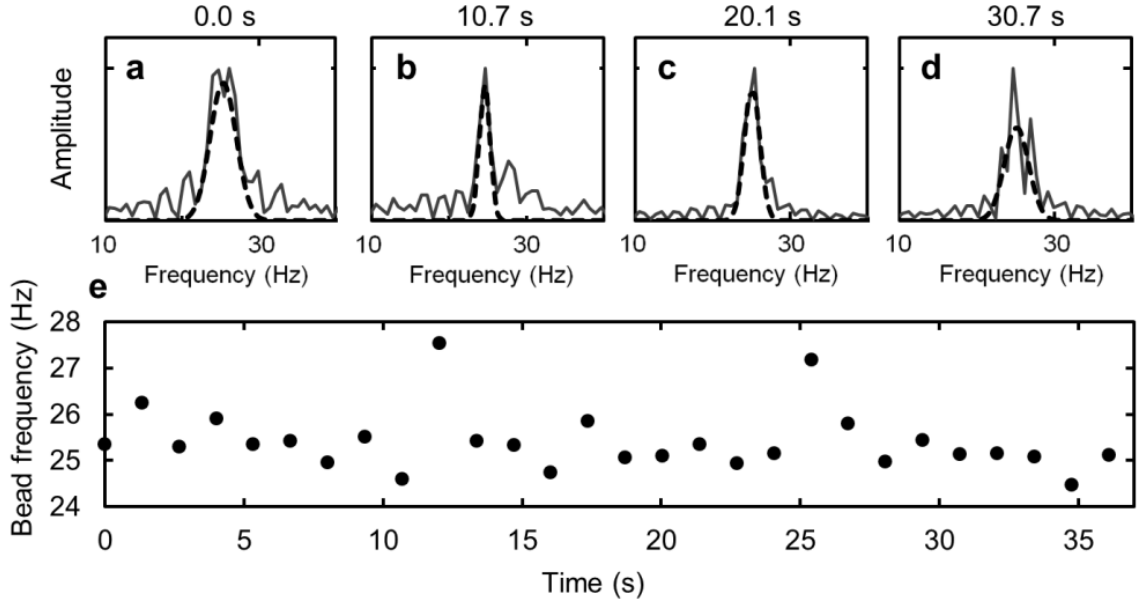 0.0 s 10.7 s 20.1 s 30.7 s
a b c d
Amplitude
10 30 10 30 10 30 10 30
Frequency (Hz) Frequency (Hz) Frequency (Hz) Frequency (Hz)
e
Bead frequency (Hz)
28
27
26
25
24
0 5 10 15 20 25 30 35
Time (s)